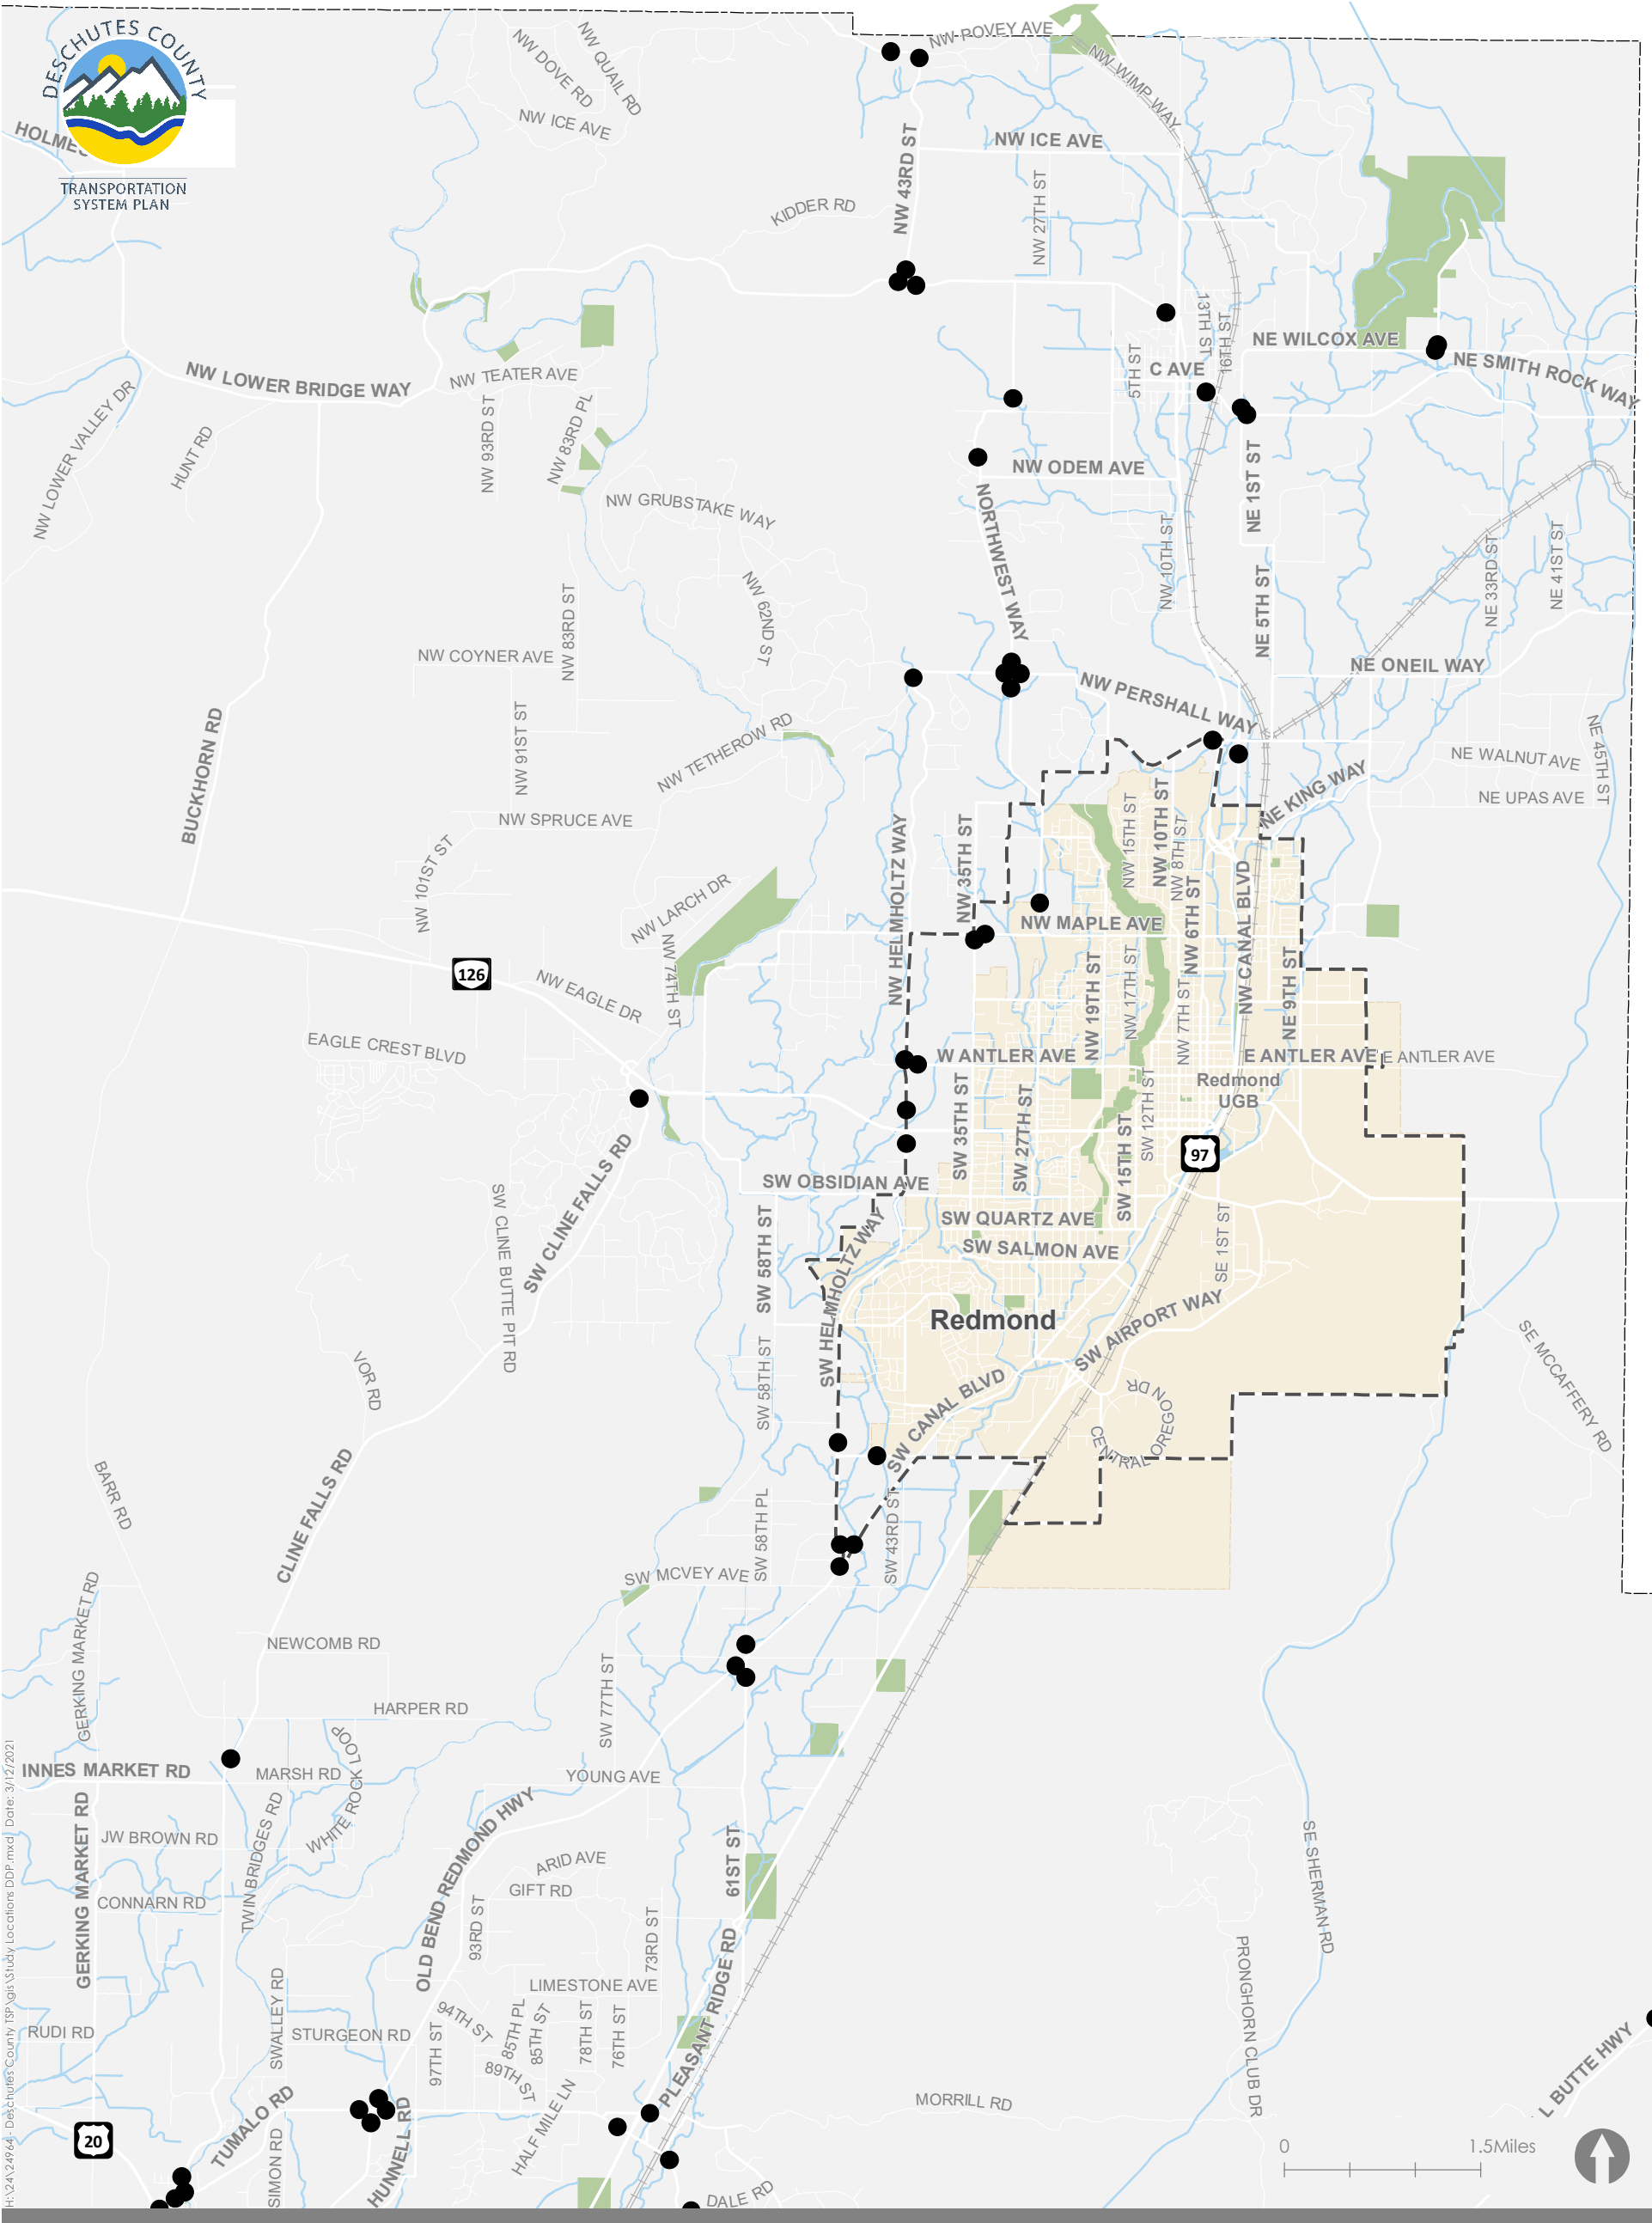 DESCHUTES COUNTY
TRANSPORTATION
SYSTEM PLAN
NW ROVEY AVE
NW QUAIL RD
NW DOVE RD
NW WIMP WAY
NW ICE AVE
NW ICE AVE
NW 43RD ST
NW 27TH ST
KIDDER RD
13TH ST
16TH ST
NE WILCOX AVE
NE SMITH ROCK WAY
C AVE
5TH ST
NW LOWER BRIDGE WAY
NW TEATER AVE
NW LOWER VALLEY DR
HUNT RD
NW 93RD ST
NW 83RD PL
NW ODEM AVE
NE 1ST ST
NW GRUBSTAKE WAY
NORTHWEST WAY
NW 10TH ST
NE 33RD ST
NE 41ST ST
NE 5TH ST
NW 62ND ST
NW 83RD ST
NW COYNER AVE
NE ONEIL WAY
NW PERSHALL WAY
BUCKHORN RD
NW 91ST ST
NW TETHEROW RD
NE 45TH ST
NE WALNUT AVE
NE KING WAY
NE UPAS AVE
NW SPRUCE AVE
NW 101ST ST
NW HELMHOLTZ WAY
NW 35TH ST
NW 15TH ST
NW 10TH ST
NW 8TH ST
NW LARCH DR
NW MAPLE AVE
NW 6TH ST
NW CANAL BLVD
NW 74TH ST
126
NW EAGLE DR
NW 19TH ST
NW 17TH ST
NW 7TH ST
NE 9TH ST
EAGLE CREST BLVD
W ANTLER AVE
E ANTLER AVE
E ANTLER AVE
Redmond
UGB
SW 35TH ST
SW 27TH ST
SW 12TH ST
SW 15TH ST
97
SW OBSIDIAN AVE
SW CLINE FALLS RD
SW CLINE BUTTE PIT RD
SW 58TH ST
SW QUARTZ AVE
SW SALMON AVE
SE 1ST ST
SW HELMHOLTZ WAY
Redmond
SW AIRPORT WAY
SE MCCAFFERY RD
VOR RD
SW 58TH ST
SW CANAL BLVD
CENTRAL OREGON DR
BARR RD
CLINE FALLS RD
SW 58TH PL
SW 43RD ST
SW MCVEY AVE
GERKING MARKET RD
NEWCOMB RD
SW 77TH ST
HARPER RD
INNES MARKET RD
MARSH RD
WHITE ROCK LOOP
YOUNG AVE
OLD BEND REDMOND HWY
GERKING MARKET RD
JW BROWN RD
TWIN BRIDGES RD
61ST ST
ARID AVE
GIFT RD
CONNARN RD
93RD ST
73RD ST
SE SHERMAN RD
PRONGHORN CLUB DR
LIMESTONE AVE
PLEASANT RIDGE RD
SWALLEY RD
RUDI RD
STURGEON RD
94TH ST
85TH PL
85TH ST
78TH ST
76TH ST
97TH ST
89TH ST
HALF MILE LN
TUMALO RD
HUNNELL RD
SIMON RD
20
MORRILL RD
DALE RD
L BUTTE HWY
0
1.5Miles
H:\24\24964 - Deschutes County TSP\gis\Study Locations DDP.mxd Date: 3/12/2021